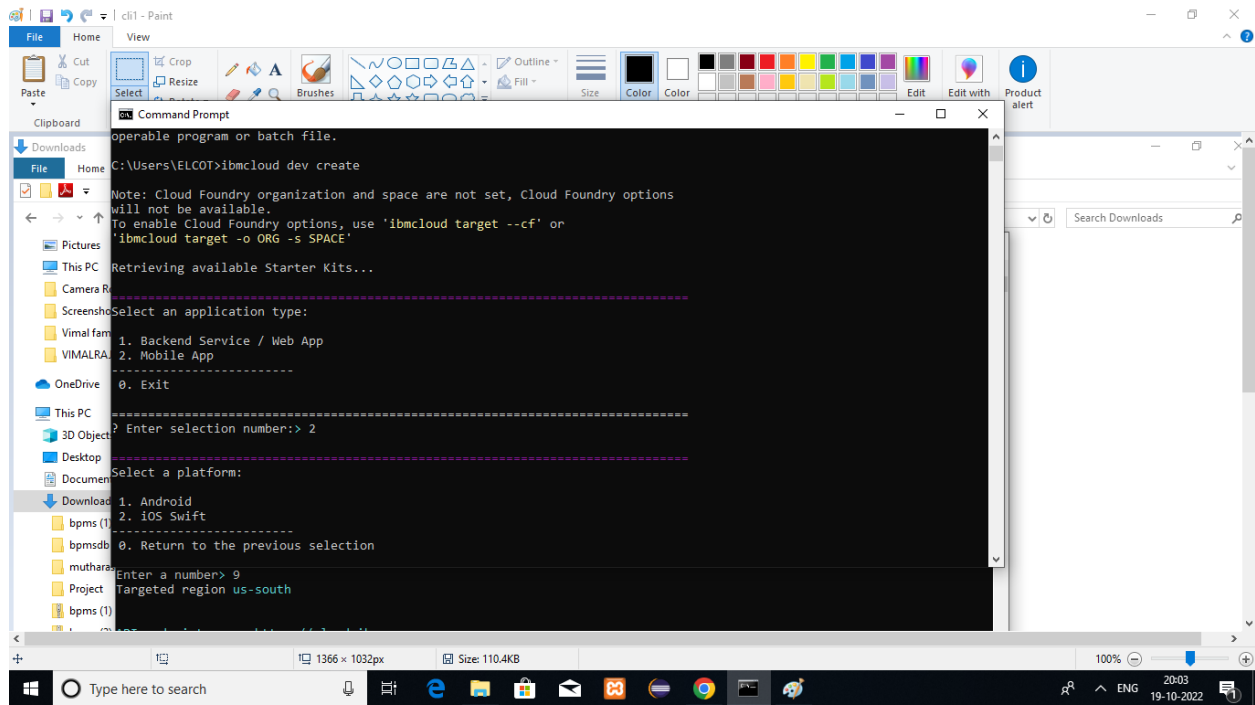 cli1 - Paint
File Home View
Cut
Copy
Paste
Clipboard
Crop
Resize
Select
Brushes
Outline
Fill
Size
Color
Color
Edit
Edit with
Product
alert
Command Prompt
operable program or batch file.
C:\Users\ELCOT>ibmcloud dev create
Note: Cloud Foundry organization and space are not set, Cloud Foundry options
will not be available.
To enable Cloud Foundry options, use 'ibmcloud target --cf' or
'ibmcloud target -o ORG -s SPACE'
Retrieving available Starter Kits...
================================================================================
Select an application type:
1. Backend Service / Web App
2. Mobile App
-------------------------
0. Exit
================================================================================
? Enter selection number:> 2
================================================================================
Select a platform:
1. Android
2. iOS Swift
-------------------------
0. Return to the previous selection
Enter a number> 9
Targeted region us-south
Downloads
File Home
Search Downloads
Pictures
This PC
Camera Ro
Screensho
Vimal fam
VIMALRA
OneDrive
This PC
3D Object
Desktop
Documen
Download
bpms (1)
bpmsdb
mutharas
Project
bpms (1)
1366 × 1032px
Size: 110.4KB
100%
Type here to search
ENG
20:03
19-10-2022